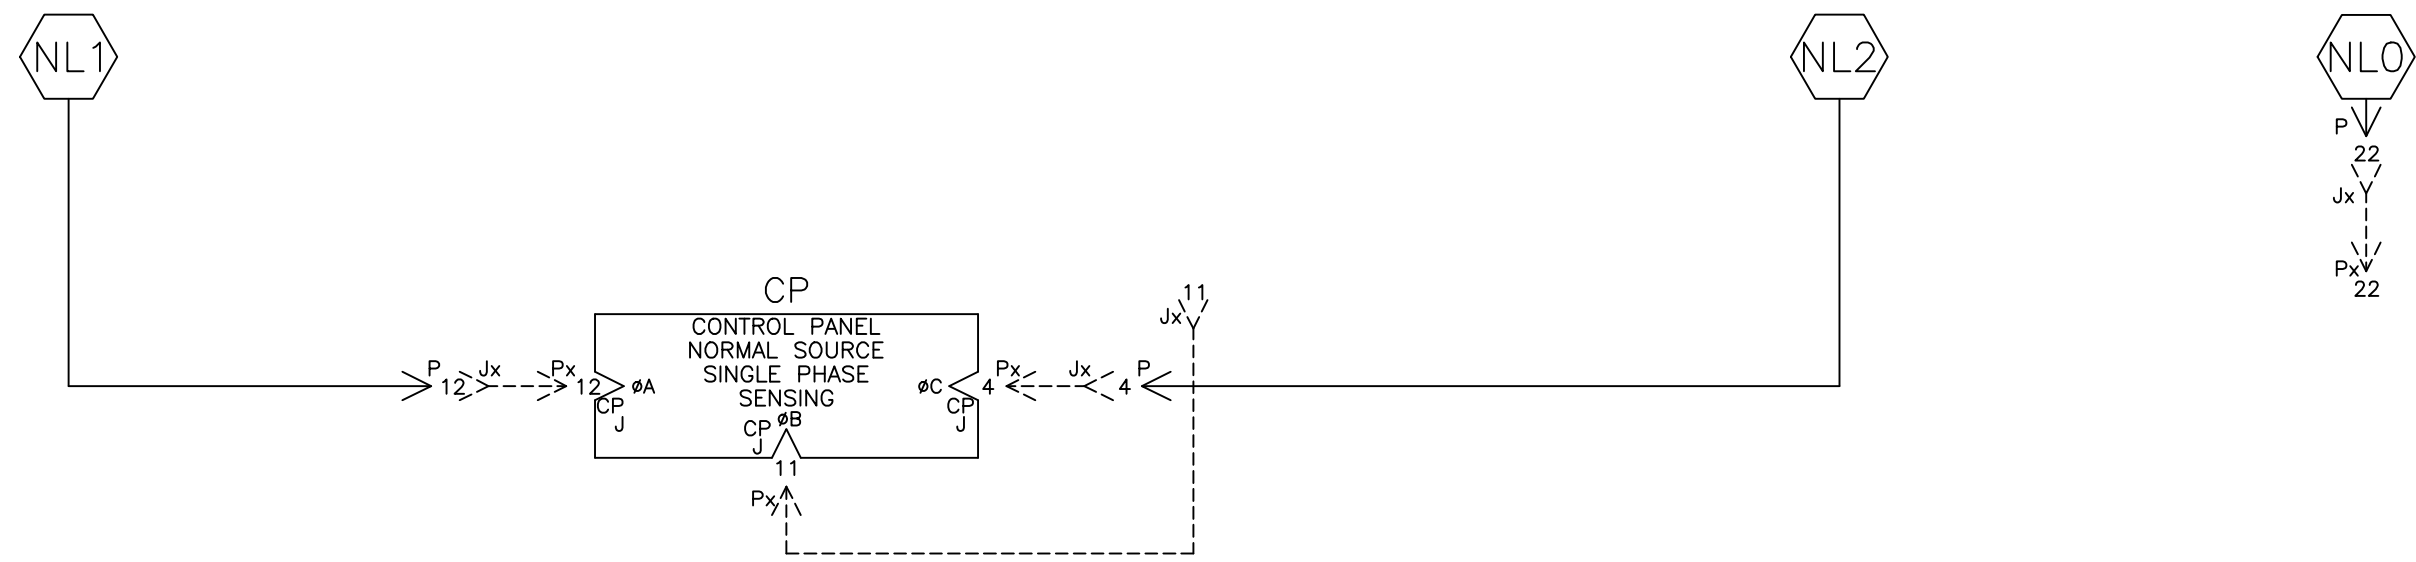 NL1
NL2
NL0
P
22
Jx
Px
22
CP
11
Jx
CONTROL PANEL
NORMAL SOURCE
SINGLE PHASE
SENSING
P
12
Jx
Px
12
øA
CP
J
øC
CP
J
4
Px
Jx
4
P
øB
CP
J
11
Px